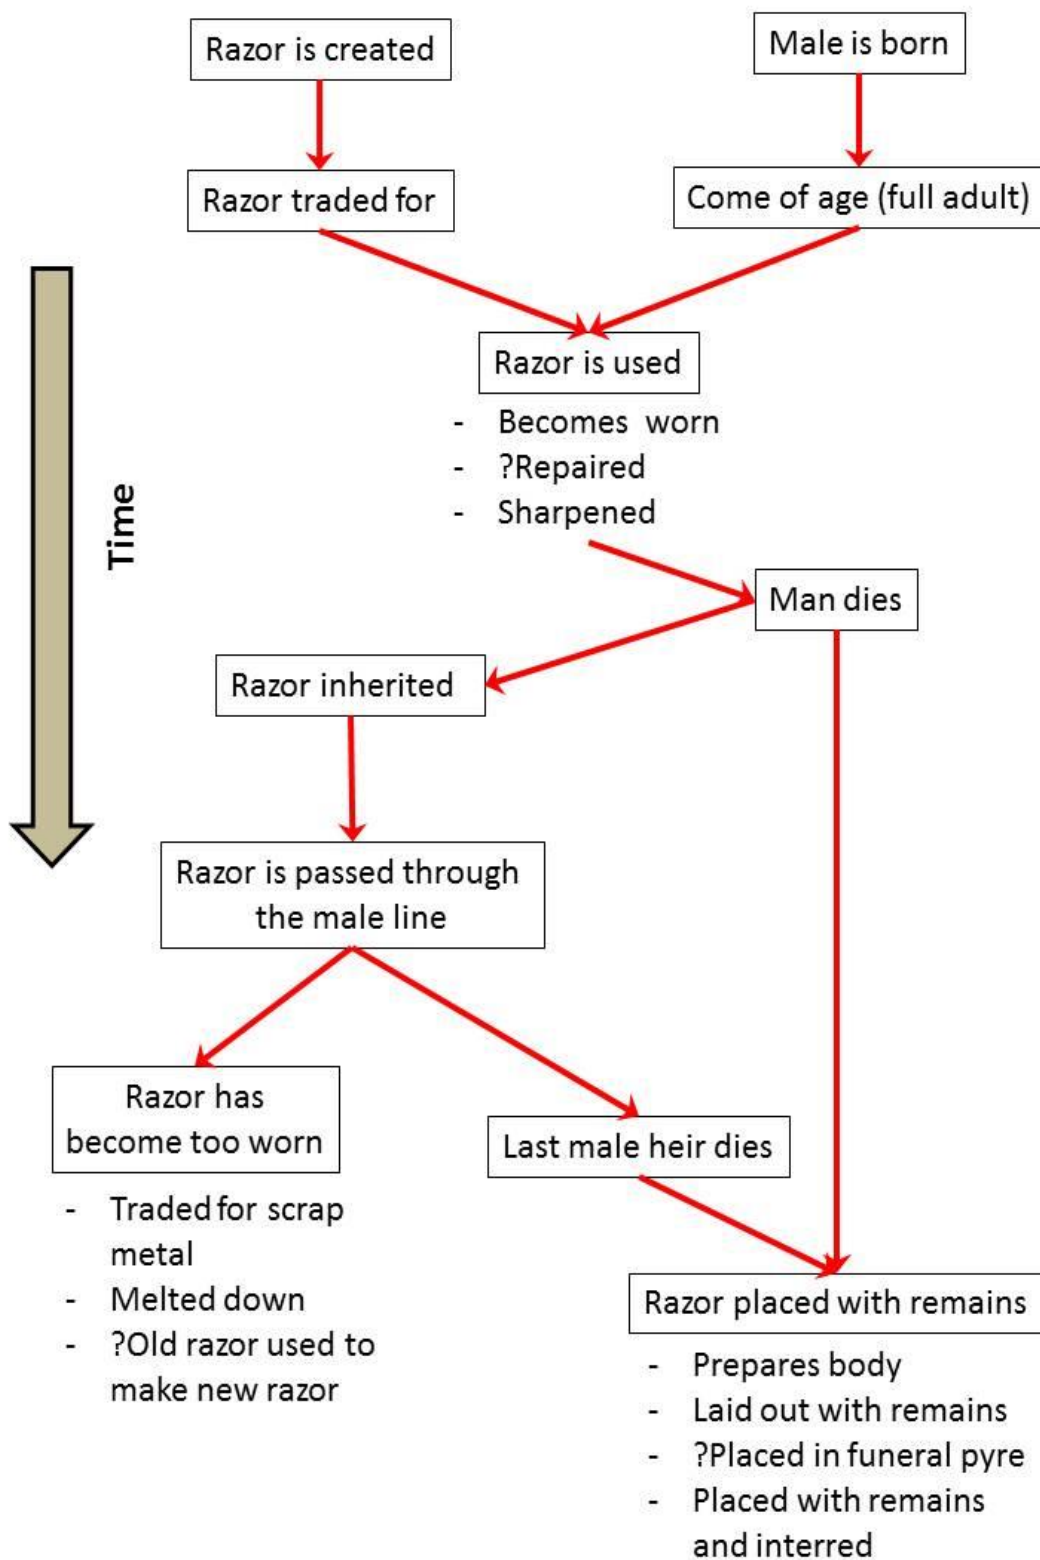 Razor is created
Male is born
Razor traded for
Come of age (full adult)
Razor is used
- Becomes worn
- ?Repaired
- Sharpened
Time
Man dies
Razor inherited
Razor is passed through
the male line
Razor has
become too worn
- Traded for scrap
metal
- Melted down
- ?Old razor used to
make new razor
Last male heir dies
Razor placed with remains
- Prepares body
- Laid out with remains
- ?Placed in funeral pyre
- Placed with remains
and interred